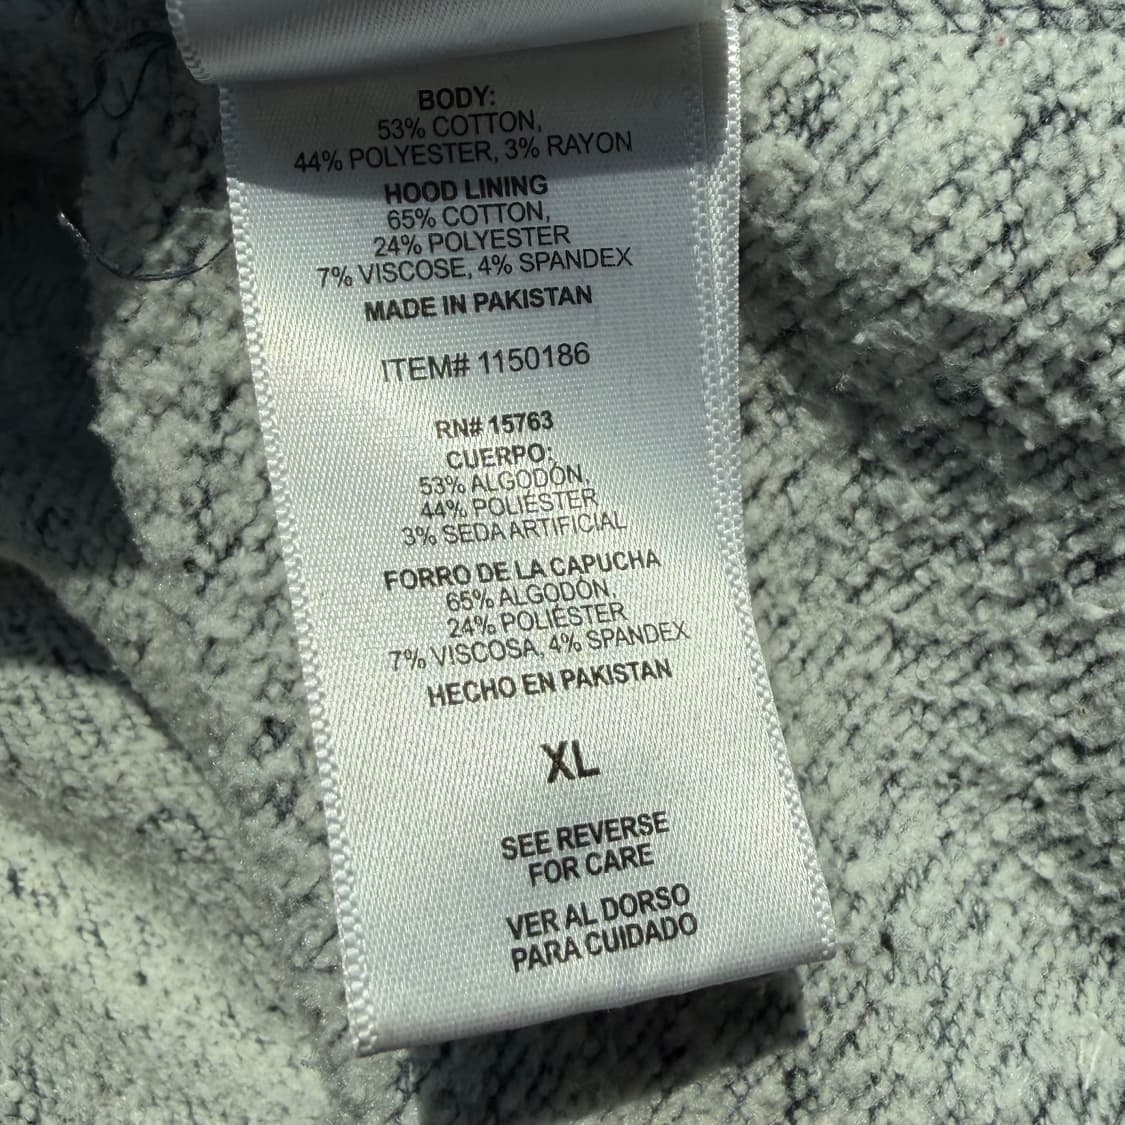 BODY:
53% COTTON,
44% POLYESTER, 3% RAYON
HOOD LINING
65% COTTON,
24% POLYESTER
7% VISCOSE, 4% SPANDEX
MADE IN PAKISTAN
ITEM# 1150186
RN# 15763
CUERPO:
53% ALGODÓN,
44% POLIÉSTER,
3% SEDA ARTIFICIAL
FORRO DE LA CAPUCHA
65% ALGODÓN,
24% POLIÉSTER
7% VISCOSA, 4% SPANDEX
HECHO EN PAKISTAN
XL
SEE REVERSE
FOR CARE
VER AL DORSO
PARA CUIDADO